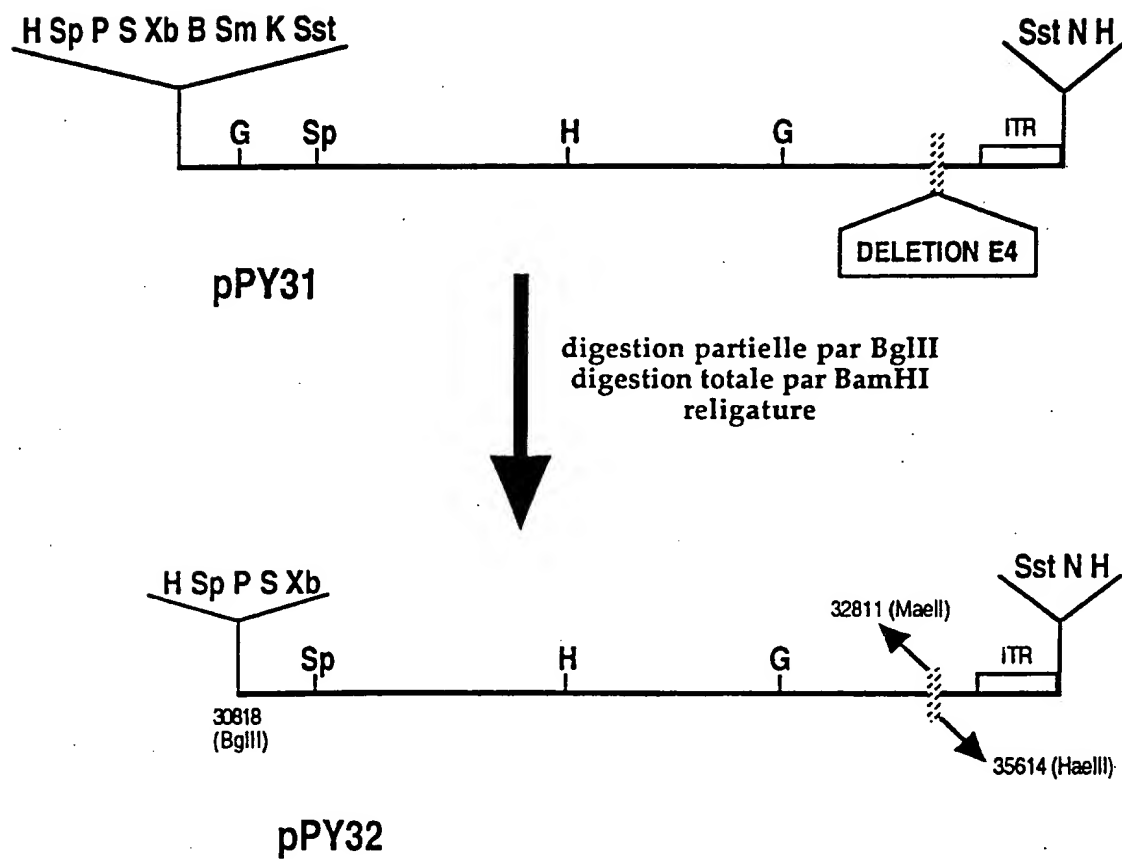 H Sp P S Xb B Sm K Sst
Sst N H
G
Sp
H
G
ITR
DELETION E4
pPY31
digestion partielle par BglII
digestion totale par BamHI
religature
H Sp P S Xb
Sst N H
32811 (MaeII)
Sp
H
G
ITR
30818
(BglII)
35614 (HaeIII)
pPY32